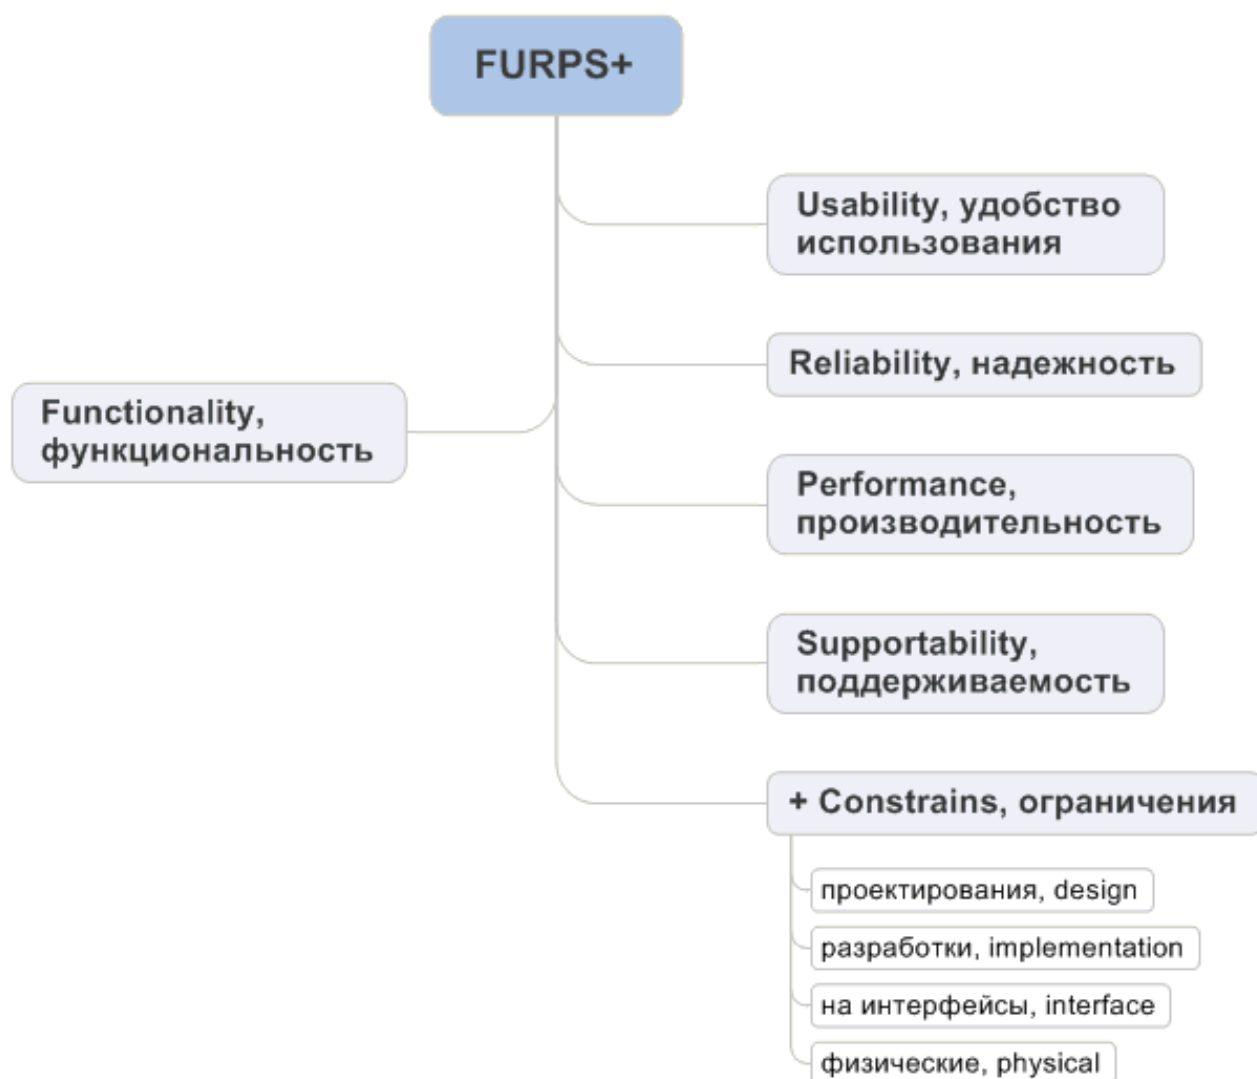 FURPS+
Usability, удобство
использования
Reliability, надежность
Functionality,
функциональность
Performance,
производительность
Supportability,
поддерживаемость
+ Constrains, ограничения
проектирования, design
разработки, implementation
на интерфейсы, interface
физические, physical